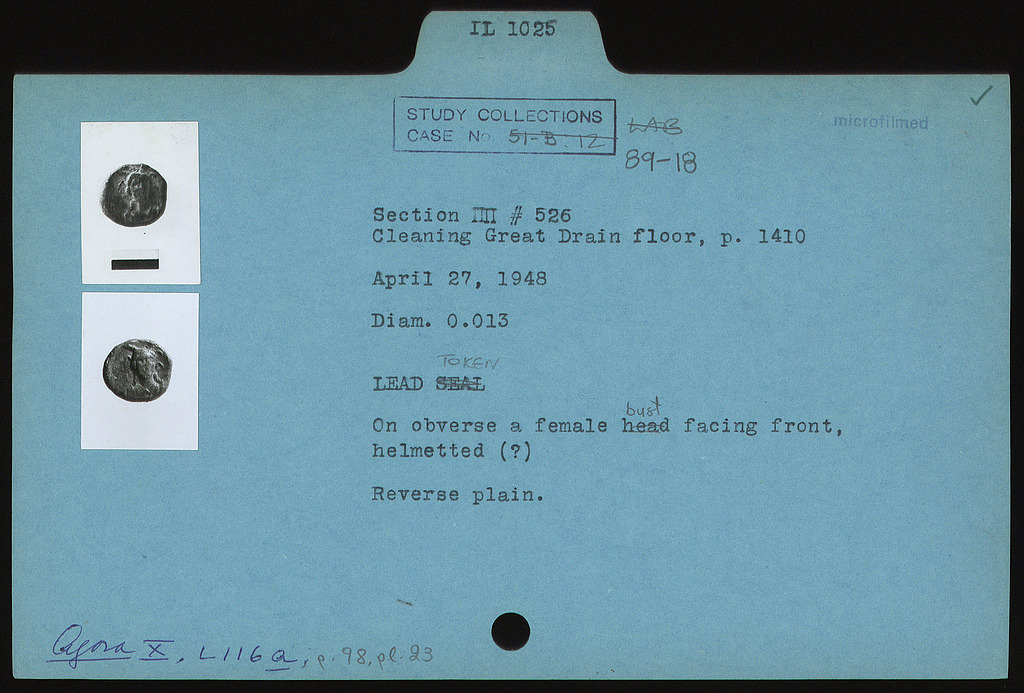 IL 1025
STUDY COLLECTIONS
CASE No. 51-B. 12
LAB
89-18
microfilmed
Section ΠΠ # 526
Cleaning Great Drain floor, p. 1410
April 27, 1948
Diam. 0.013
TOKEN
LEAD SEAL
bust
On obverse a female head facing front,
helmetted (?)
Reverse plain.
Agora X, L116a, p. 98, pl. 23